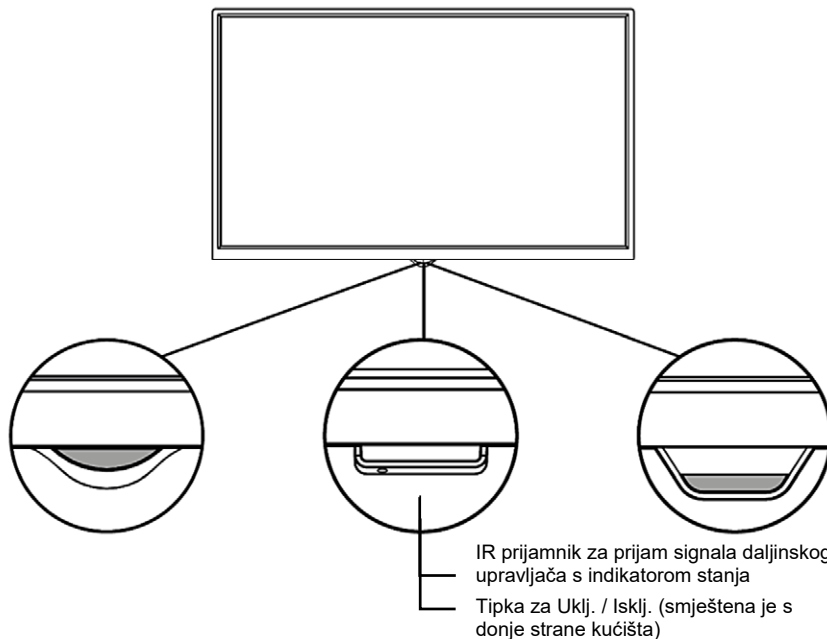 IR prijamnik za prijam signala daljinskog
upravljača s indikatorom stanja
Tipka za Uklj. / Isklj. (smještena je s
donje strane kućišta)